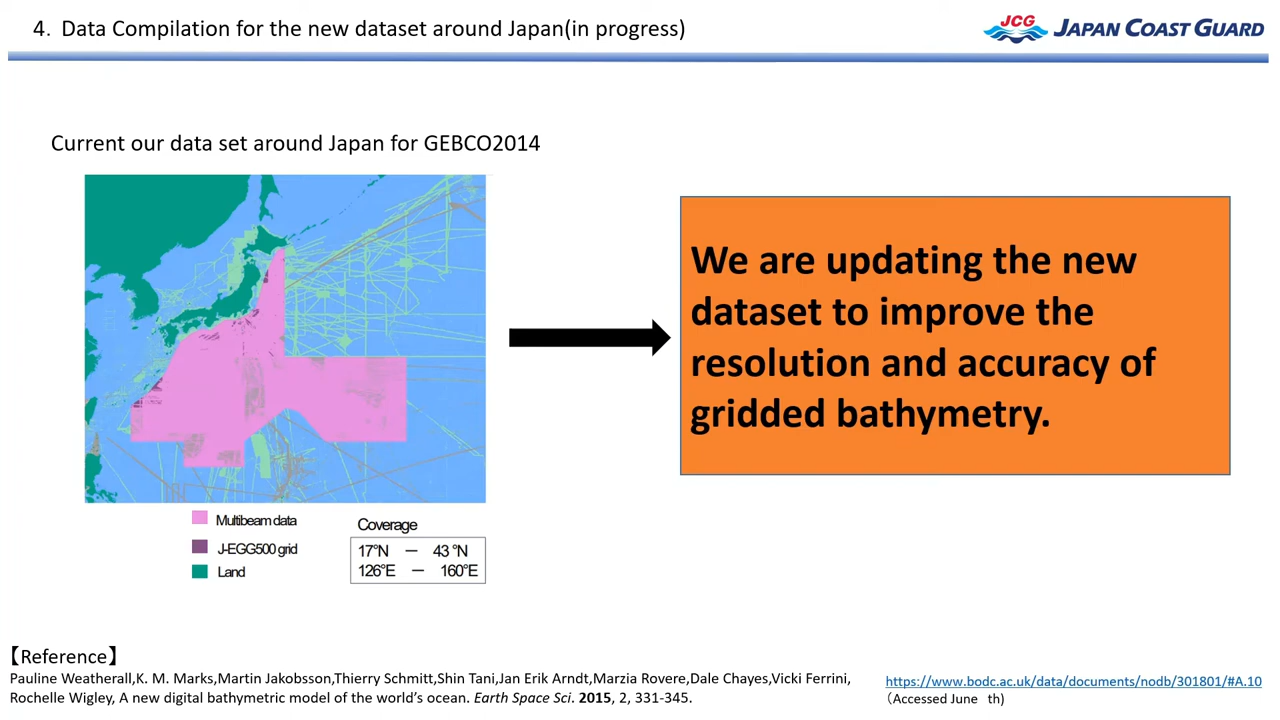 4. Data Compilation for the new dataset around Japan(in progress)
JCG JAPAN COAST GUARD
Current our data set around Japan for GEBCO2014
We are updating the new
dataset to improve the
resolution and accuracy of
gridded bathymetry.
Multibeam data
J-EGG500 grid
Land
Coverage
17°N — 43°N
126°E — 160°E
【Reference】
Pauline Weatherall,K. M. Marks,Martin Jakobsson,Thierry Schmitt,Shin Tani,Jan Erik Arndt,Marzia Rovere,Dale Chayes,Vicki Ferrini,
Rochelle Wigley, A new digital bathymetric model of the world's ocean. Earth Space Sci. 2015, 2, 331-345.
https://www.bodc.ac.uk/data/documents/nodb/301801/#A.10
（Accessed June th)